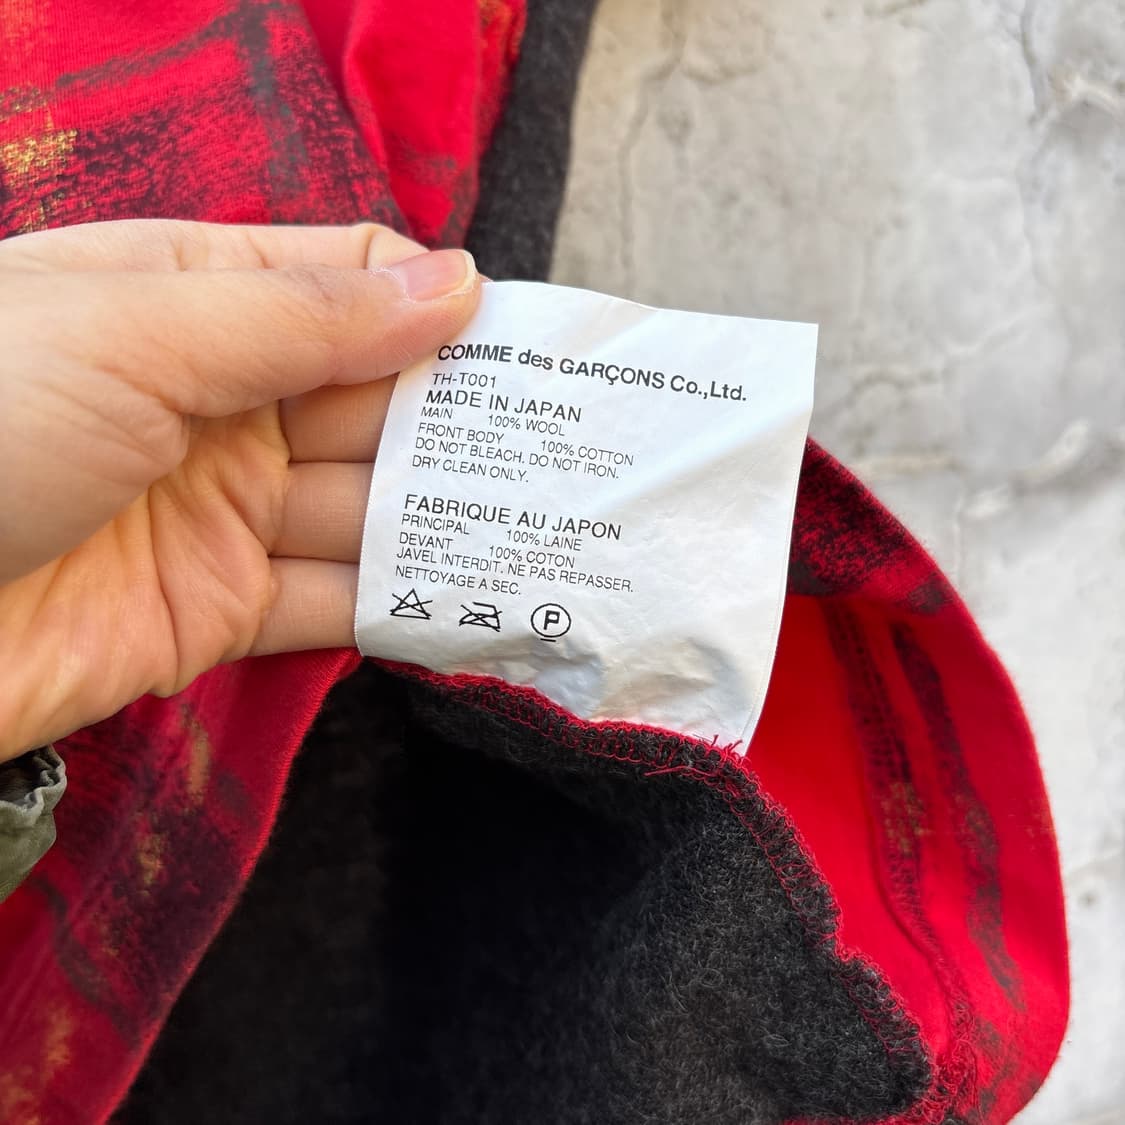 COMME des GARÇONS Co.,Ltd.
TH-T001
MADE IN JAPAN
MAIN 100% WOOL
FRONT BODY 100% COTTON
DO NOT BLEACH. DO NOT IRON.
DRY CLEAN ONLY.
FABRIQUE AU JAPON
PRINCIPAL 100% LAINE
DEVANT 100% COTON
JAVEL INTERDIT. NE PAS REPASSER.
NETTOYAGE A SEC.
P